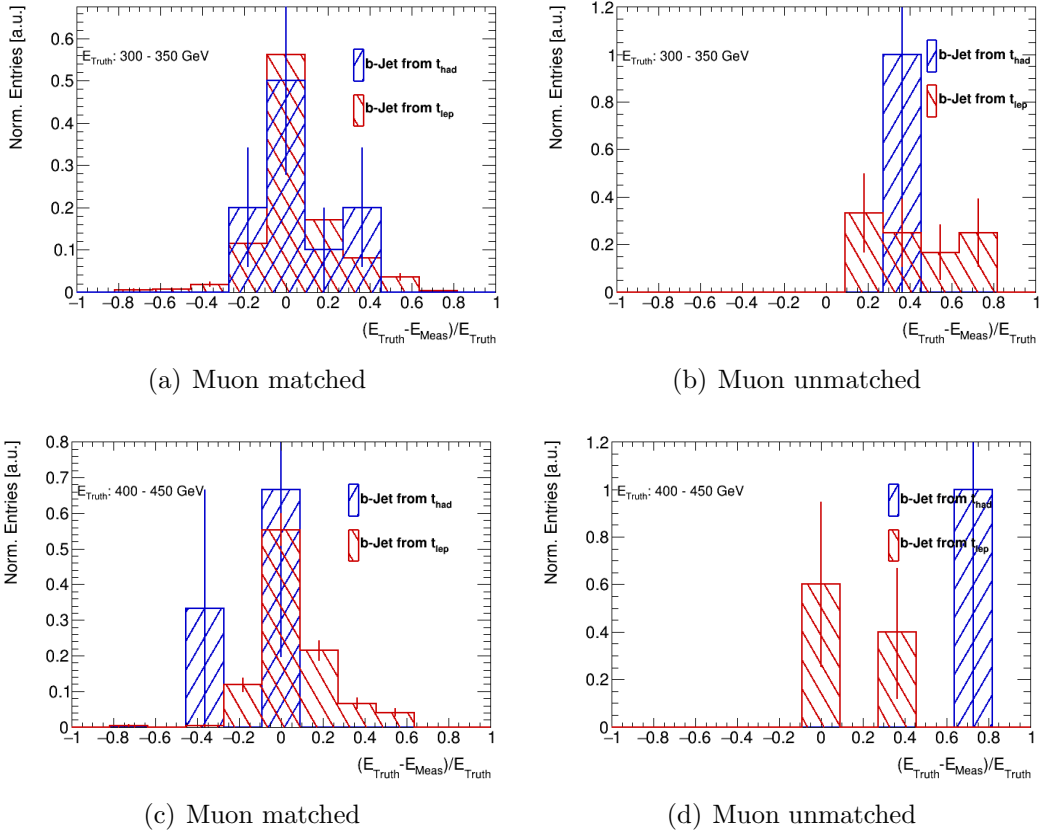 Norm. Entries [a.u.]
0.6
0.5
0.4
0.3
0.2
0.1
0
E_Truth: 300 - 350 GeV
b-Jet from t_had
b-Jet from t_lep
−1 −0.8 −0.6 −0.4 −0.2 0 0.2 0.4 0.6 0.8 1
(E_Truth-E_Meas)/E_Truth
(a) Muon matched
Norm. Entries [a.u.]
1.2
1
0.8
0.6
0.4
0.2
0
E_Truth: 300 - 350 GeV
b-Jet from t_had
b-Jet from t_lep
−1 −0.8 −0.6 −0.4 −0.2 0 0.2 0.4 0.6 0.8 1
(E_Truth-E_Meas)/E_Truth
(b) Muon unmatched
Norm. Entries [a.u.]
0.8
0.7
0.6
0.5
0.4
0.3
0.2
0.1
0
E_Truth: 400 - 450 GeV
b-Jet from t_had
b-Jet from t_lep
−1 −0.8 −0.6 −0.4 −0.2 0 0.2 0.4 0.6 0.8 1
(E_Truth-E_Meas)/E_Truth
(c) Muon matched
Norm. Entries [a.u.]
1.2
1
0.8
0.6
0.4
0.2
0
E_Truth: 400 - 450 GeV
b-Jet from t_had
b-Jet from t_lep
−1 −0.8 −0.6 −0.4 −0.2 0 0.2 0.4 0.6 0.8 1
(E_Truth-E_Meas)/E_Truth
(d) Muon unmatched